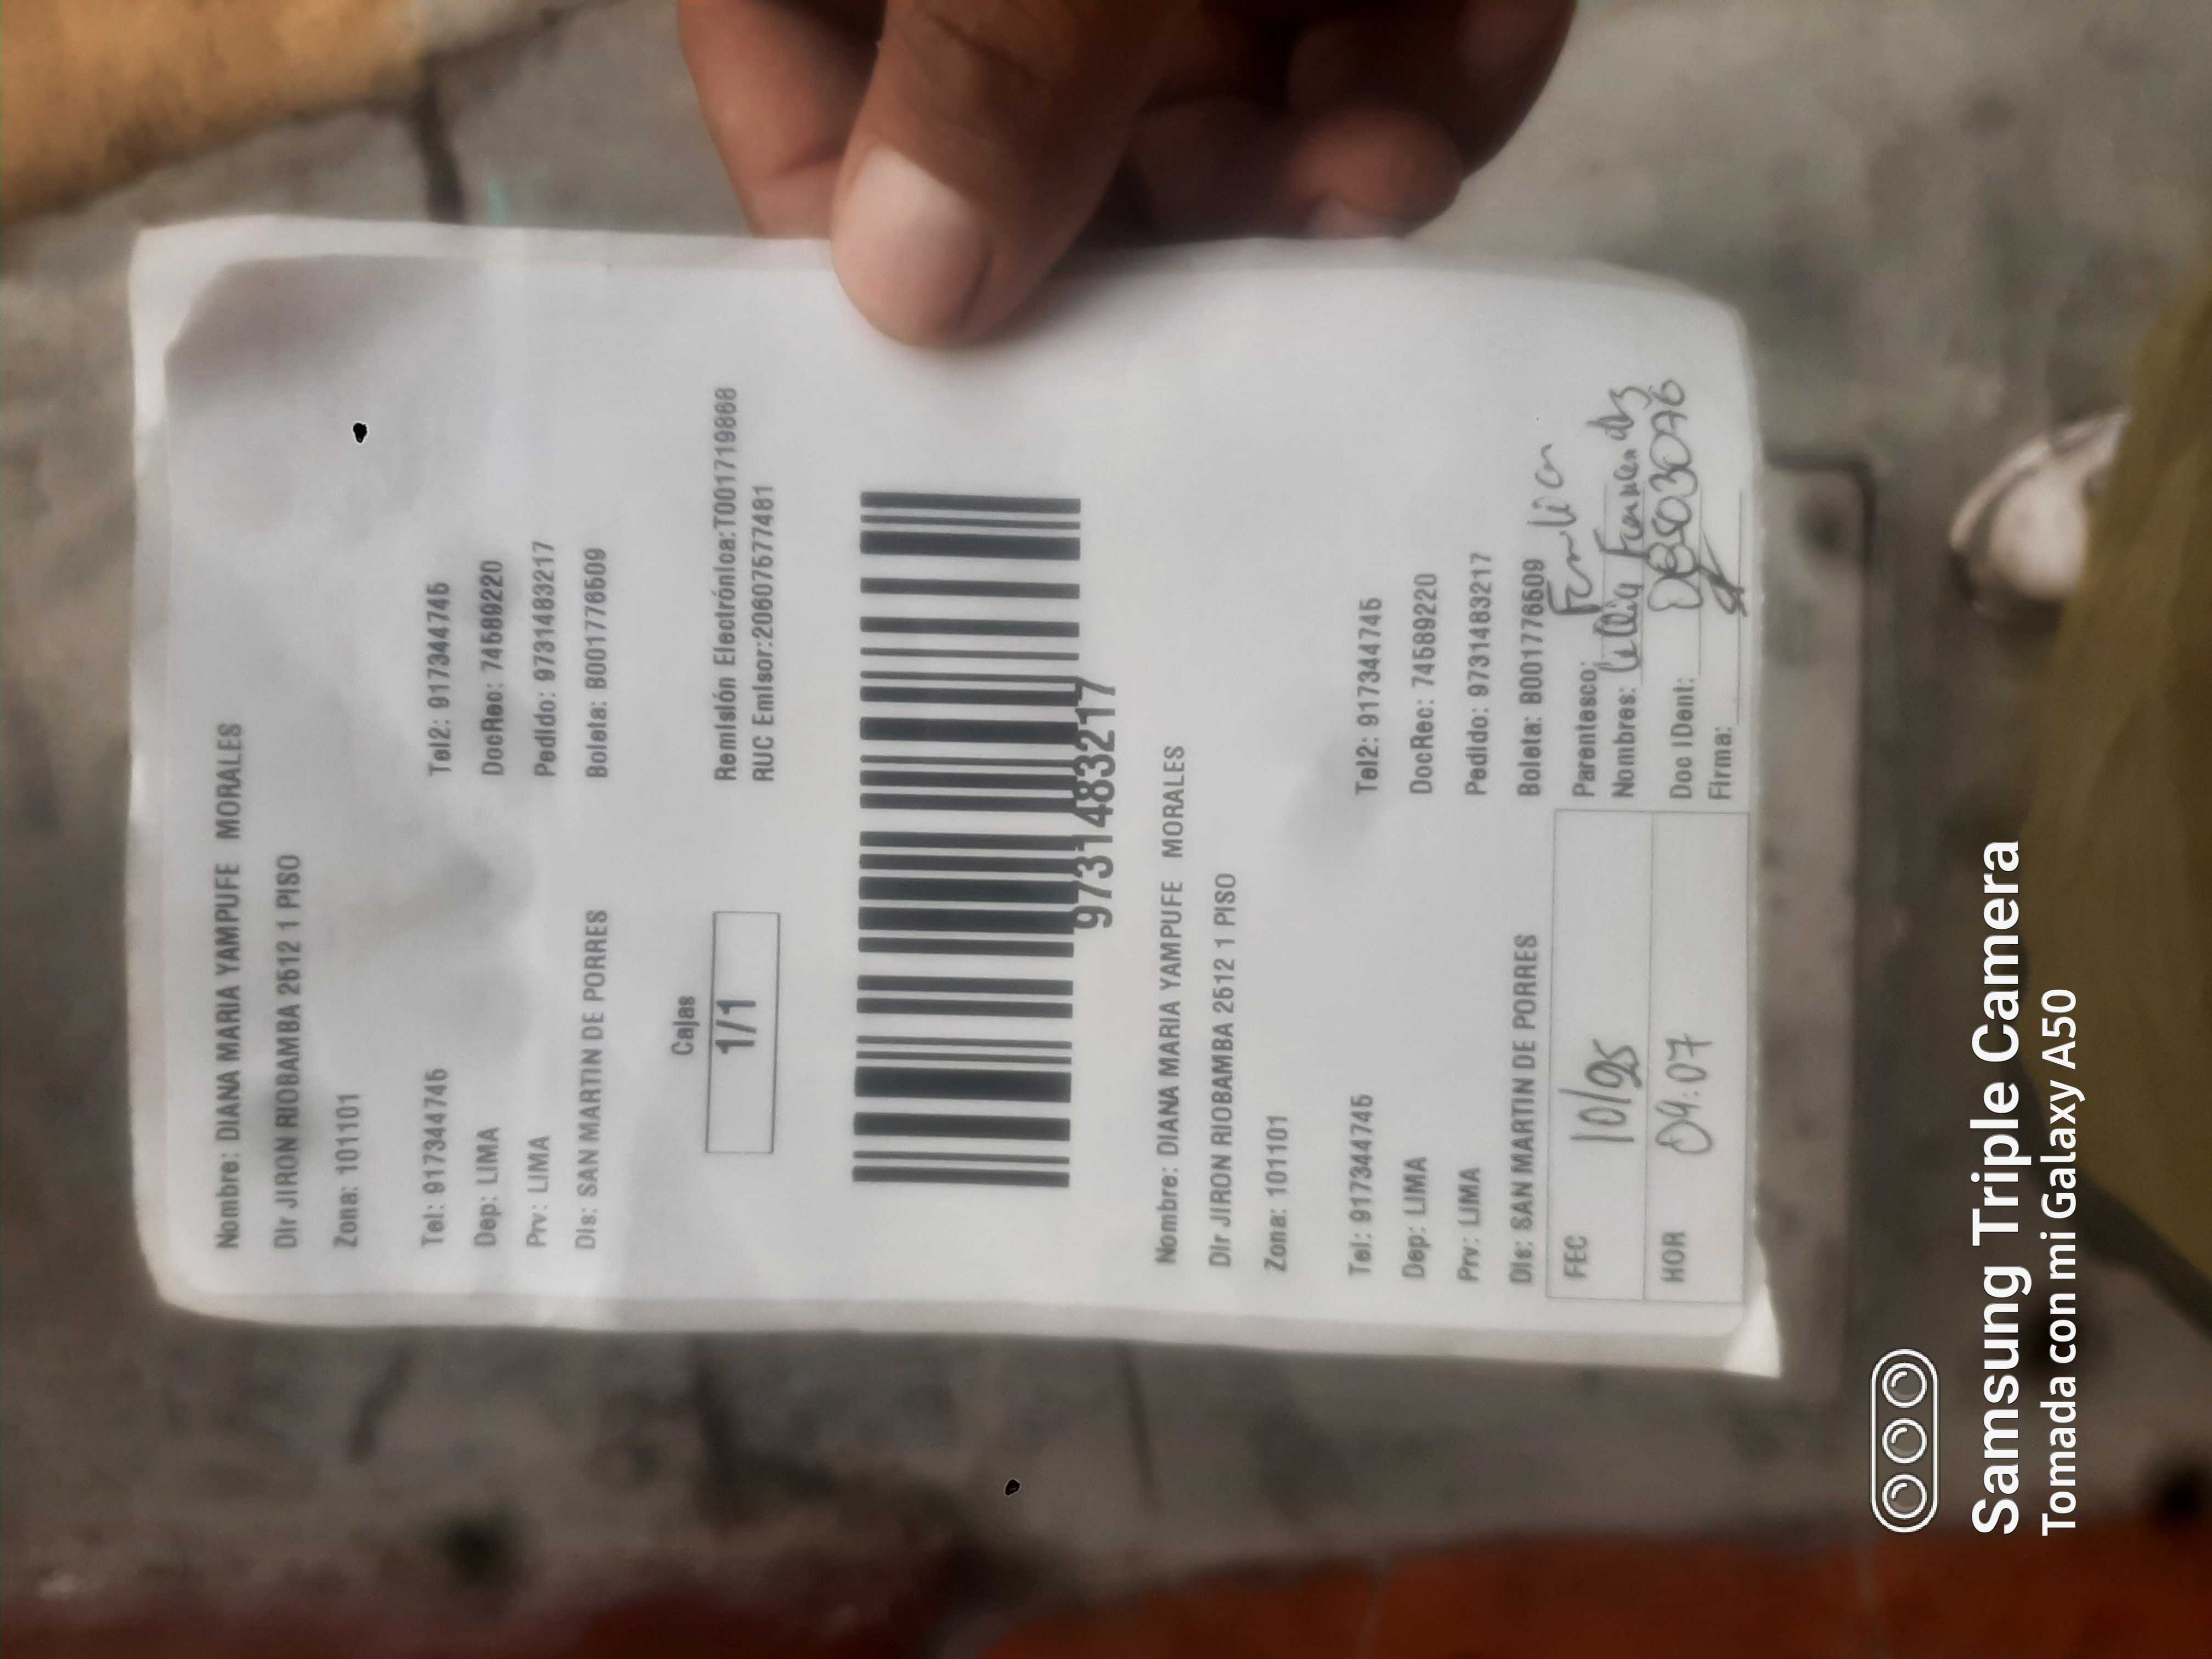 Nombre: DIANA MARIA YAMPUFE MORALES
Dir JIRON RIOBAMBA 2512 1 PISO
Zona: 101101
Tel: 917344745 Tel2: 917344745
Dep: LIMA DocRec: 74589220
Prv: LIMA Pedido: 97314483217
Dis: SAN MARTIN DE PORRES Boleta: B001776509
Cajas
1/1
Remisión Electrónica:T001719868
RUC Emisor:20607577481
9731483217
Nombre: DIANA MARIA YAMPUFE MORALES
Dir JIRON RIOBAMBA 2512 1 PISO
Zona: 101101
Tel: 917344745 Tel2: 917344745
Dep: LIMA DocRec: 74589220
Prv: LIMA Pedido: 9731483217
Dis: SAN MARTIN DE PORRES Boleta: B001776509
FEC 10/95 Parentesco:
Nombres:
HOR 09:07 Doc IDent: 08503076
Firma:
Samsung Triple Camera
Tomada con mi Galaxy A50